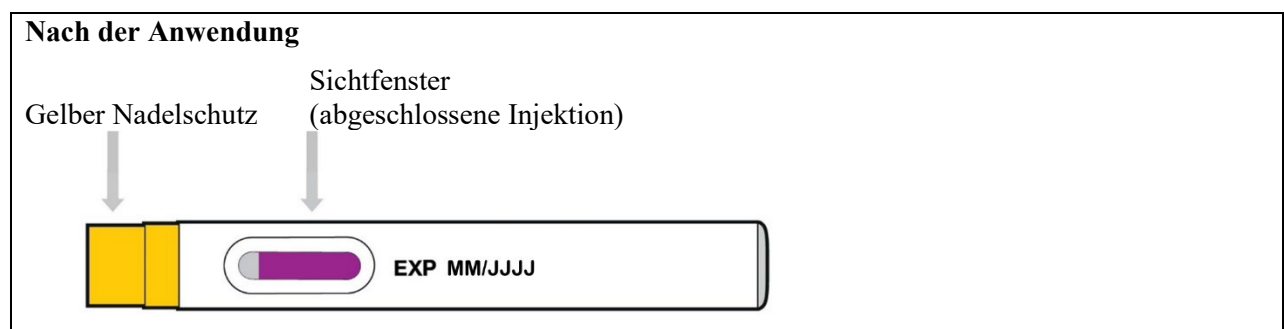 Nach der Anwendung
Sichtfenster
Gelber Nadelschutz (abgeschlossene Injektion)
EXP MM/JJJJ